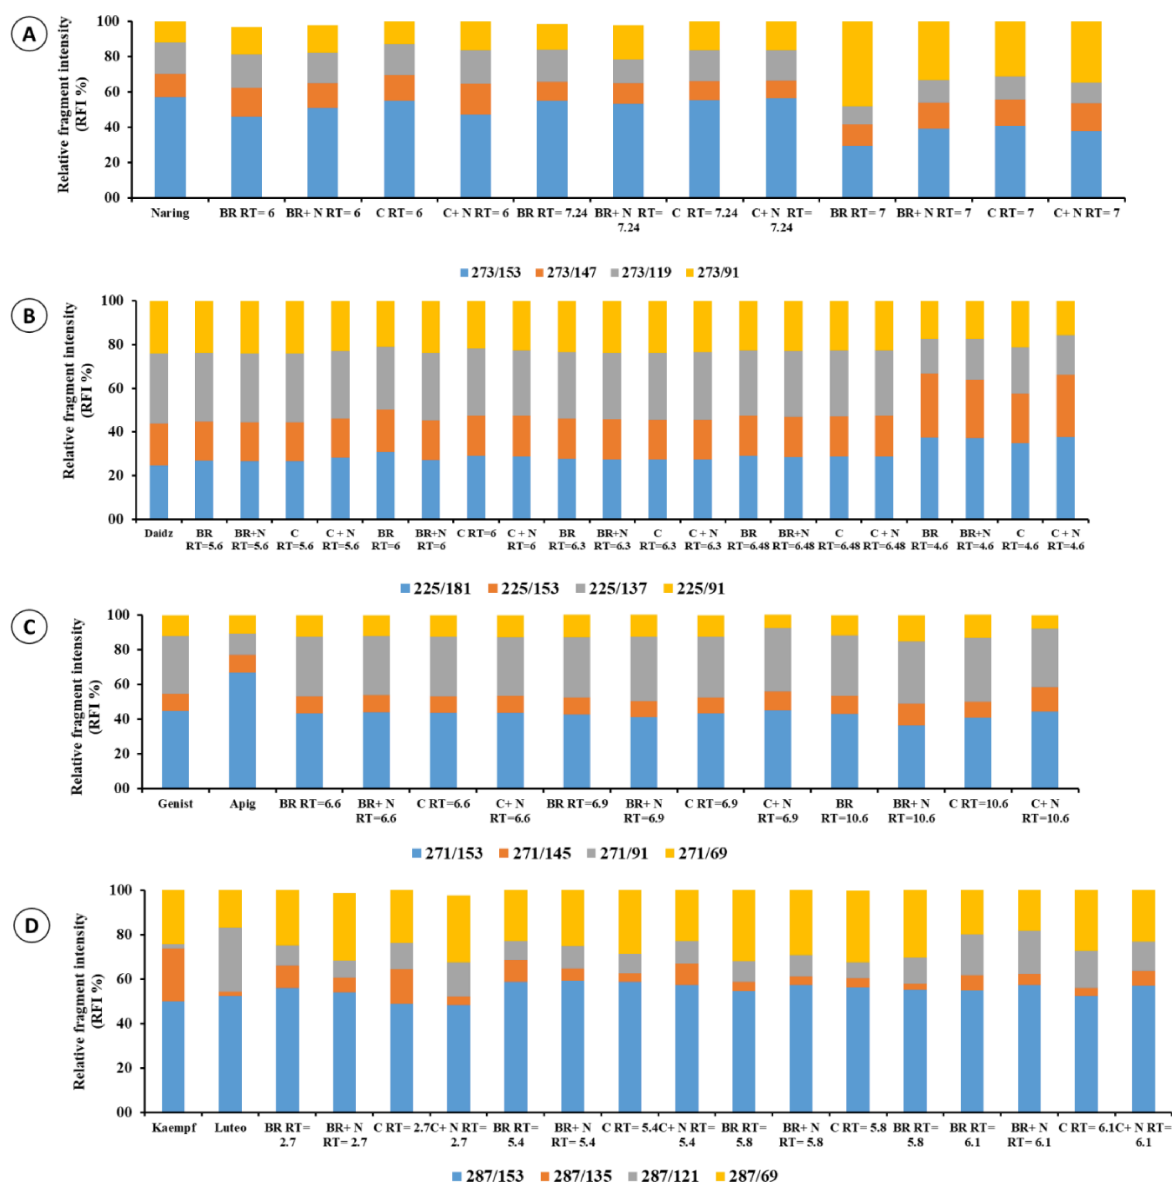 A
Relative fragment intensity
(RFI %)
100
80
60
40
20
00
Naring
BR RT= 6
BR+ N RT= 6
C RT= 6
C+ N RT= 6
BR RT= 7.24
BR+ N RT=
7.24
C RT= 7.24
C+ N RT=
7.24
BR RT= 7
BR+ N RT= 7
C RT= 7
C+ N RT= 7
273/153 273/147 273/119 273/91
B
Relative fragment intensity
(RFI %)
100
80
60
40
20
00
Daidz
BR
RT=5.6
BR+N
RT=5.6
C
RT=5.6
C + N
RT=5.6
BR
RT=6
BR+N
RT=6
C RT=6
C + N
RT=6
BR
RT=6.3
BR+N
RT=6.3
C
RT=6.3
C + N
RT=6.3
BR
RT=6.48
BR+N
RT=6.48
C
RT=6.48
C + N
RT=6.48
BR
RT=4.6
BR+N
RT=4.6
C
RT=4.6
C + N
RT=4.6
225/181 225/153 225/137 225/91
C
Relative fragment intensity
(RFI %)
100
80
60
40
20
00
Genist
Apig
BR RT=6.6
BR+ N
RT=6.6
C RT=6.6
C+ N
RT=6.6
BR RT=6.9
BR+ N
RT=6.9
C RT=6.9
C+ N
RT=6.9
BR
RT=10.6
BR+ N
RT=10.6
C RT=10.6
C+ N
RT=10.6
271/153 271/145 271/91 271/69
D
Relative fragment intensity
(RFI %)
100
80
60
40
20
00
Kaempf
Luteo
BR RT=
2.7
BR+ N
RT= 2.7
C RT= 2.7
C+ N RT=
2.7
BR RT=
5.4
BR+ N
RT= 5.4
C RT= 5.4
C+ N RT=
5.4
BR RT=
5.8
BR+ N
RT= 5.8
C RT= 5.8
BR RT=
5.8
BR RT=
6.1
BR+ N
RT= 6.1
C RT= 6.1
C+ N RT=
6.1
287/153 287/135 287/121 287/69